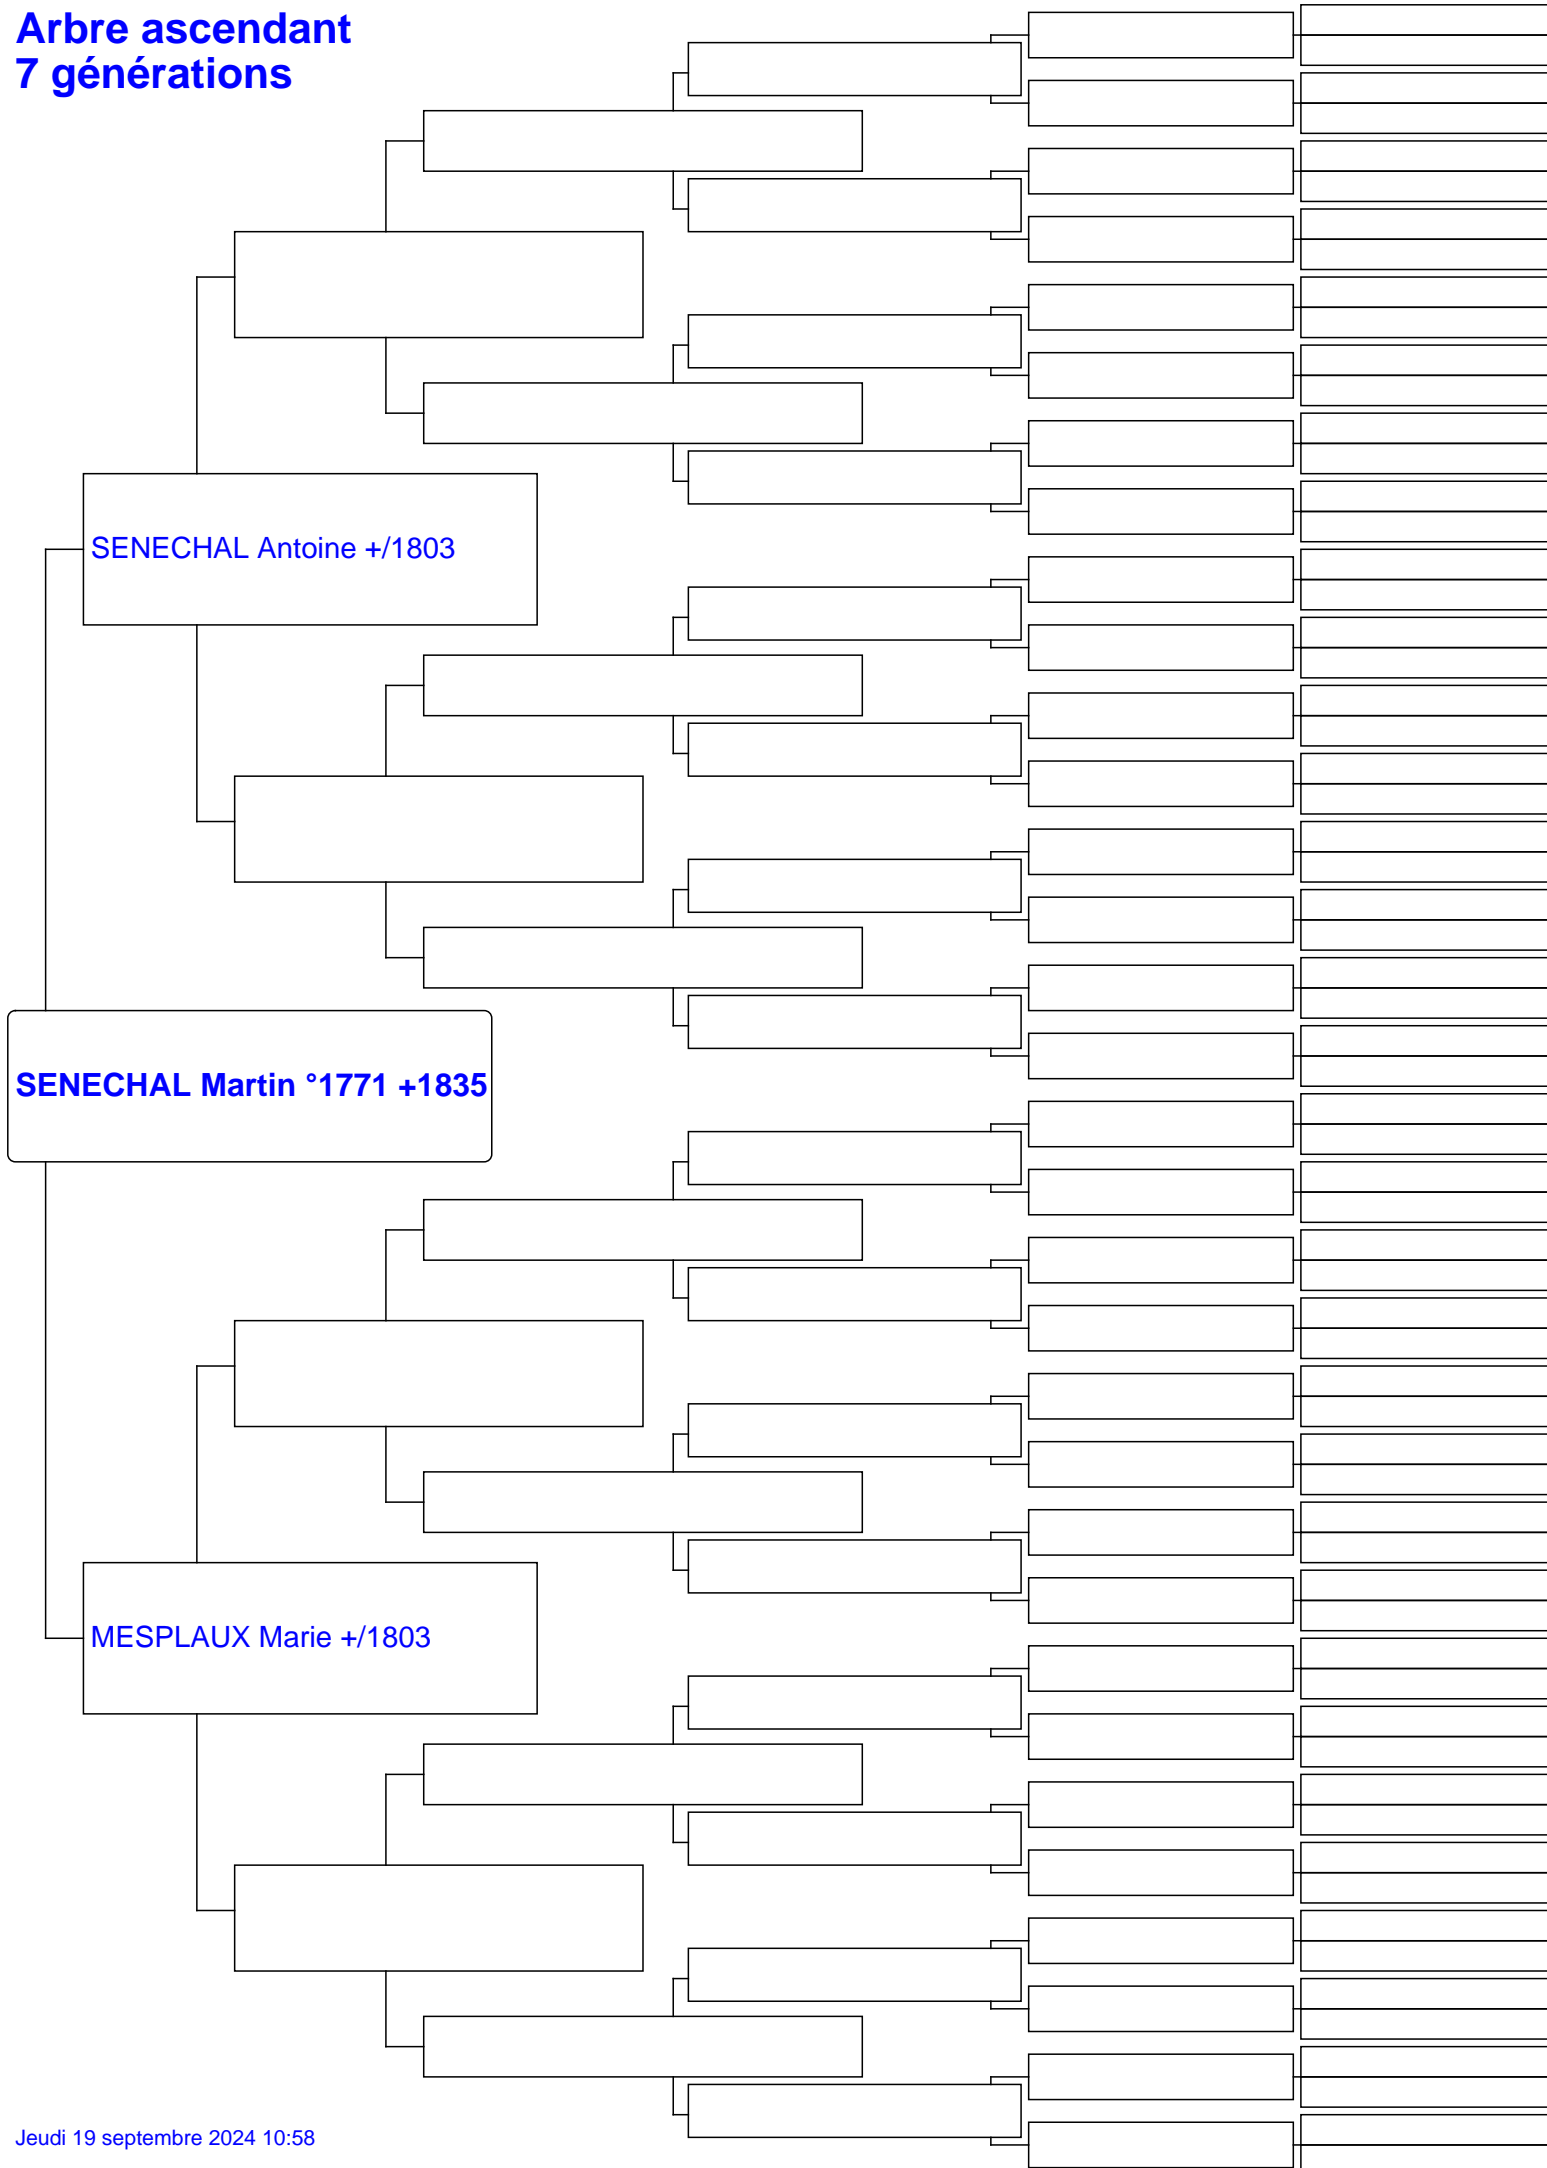 Arbre ascendant
7 générations
SENECHAL Antoine +/1803
SENECHAL Martin °1771 +1835
MESPLAUX Marie +/1803
Jeudi 19 septembre 2024 10:58